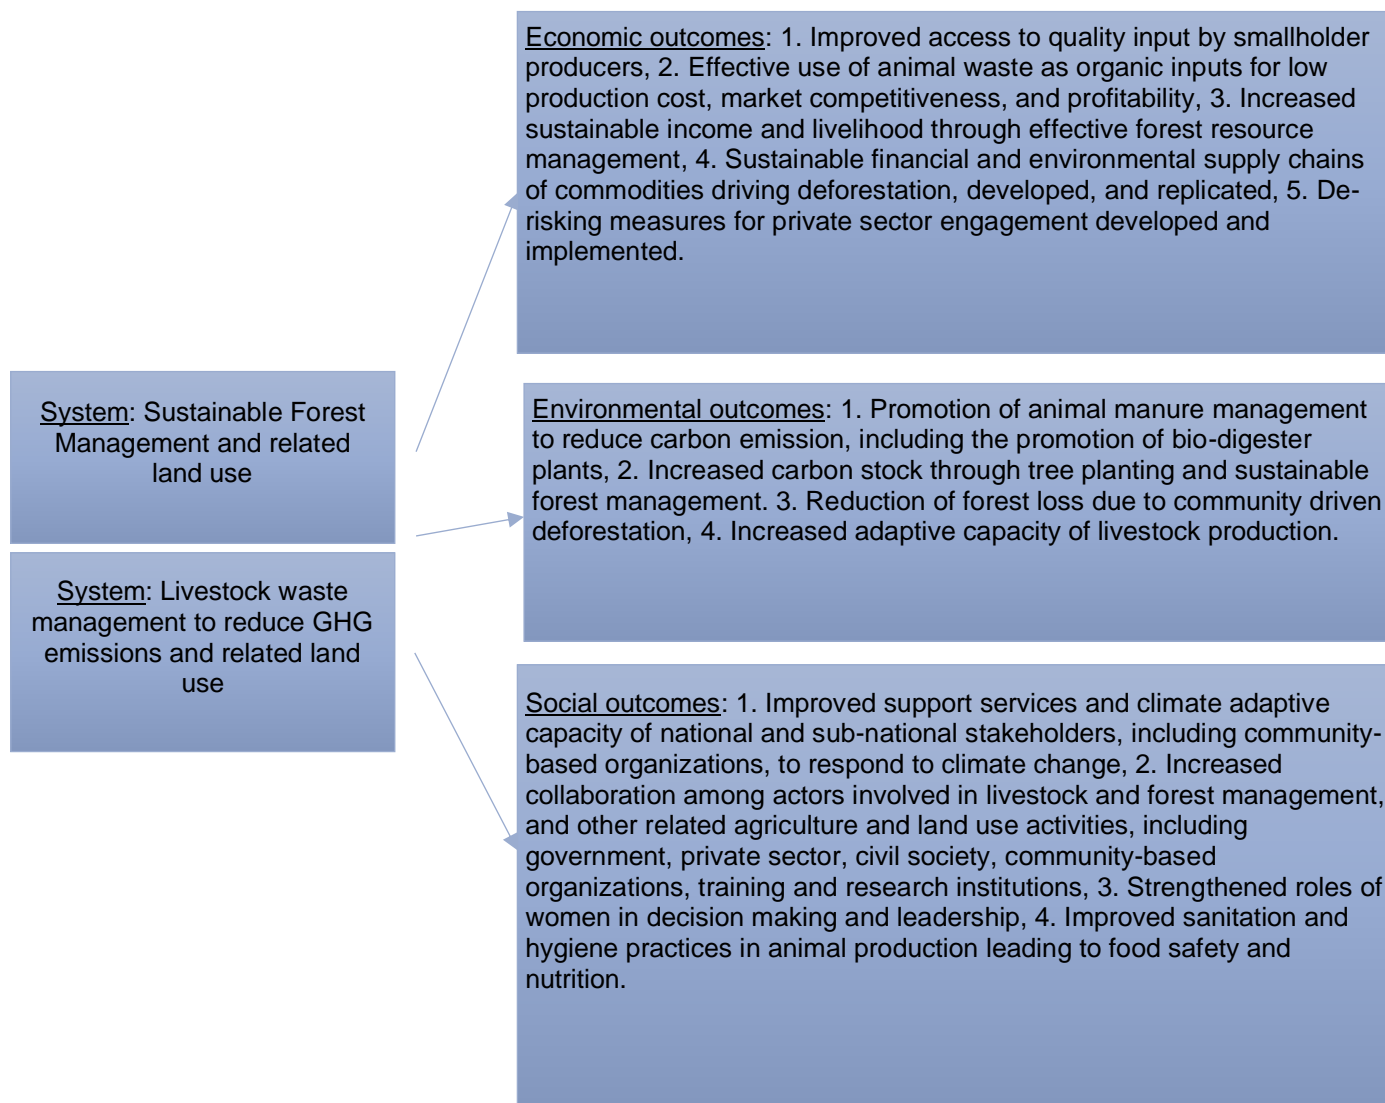 Economic outcomes: 1. Improved access to quality input by smallholder
producers, 2. Effective use of animal waste as organic inputs for low
production cost, market competitiveness, and profitability, 3. Increased
sustainable income and livelihood through effective forest resource
management, 4. Sustainable financial and environmental supply chains
of commodities driving deforestation, developed, and replicated, 5. De-
risking measures for private sector engagement developed and
implemented.
System: Sustainable Forest
Management and related
land use
System: Livestock waste
management to reduce GHG
emissions and related land
use
Environmental outcomes: 1. Promotion of animal manure management
to reduce carbon emission, including the promotion of bio-digester
plants, 2. Increased carbon stock through tree planting and sustainable
forest management. 3. Reduction of forest loss due to community driven
deforestation, 4. Increased adaptive capacity of livestock production.
Social outcomes: 1. Improved support services and climate adaptive
capacity of national and sub-national stakeholders, including community-
based organizations, to respond to climate change, 2. Increased
collaboration among actors involved in livestock and forest management,
and other related agriculture and land use activities, including
government, private sector, civil society, community-based
organizations, training and research institutions, 3. Strengthened roles of
women in decision making and leadership, 4. Improved sanitation and
hygiene practices in animal production leading to food safety and
nutrition.